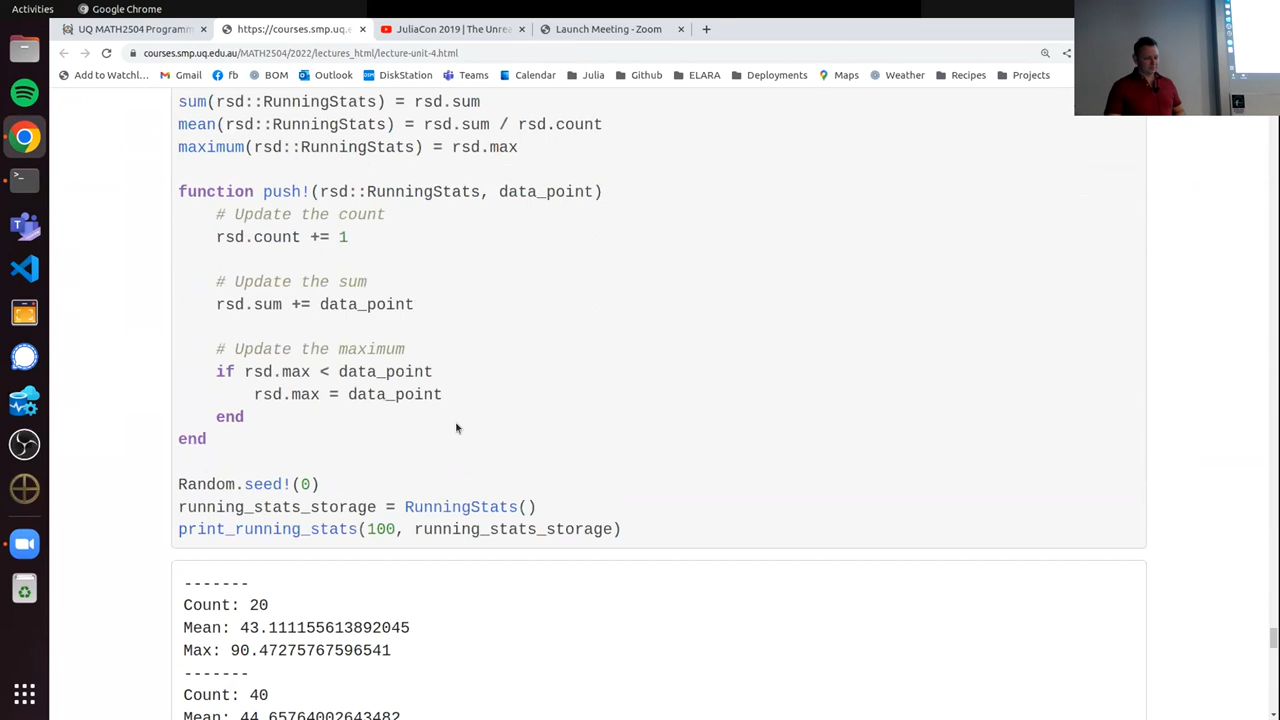 Activities
Google Chrome
UQ MATH2504 Programm
https://courses.smp.uq.e
JuliaCon 2019 | The Unrea
Launch Meeting - Zoom
courses.smp.uq.edu.au/MATH2504/2022/lectures_html/lecture-unit-4.html
Add to Watchl...
Gmail
fb
BOM
Outlook
DiskStation
Teams
Calendar
Julia
Github
ELARA
Deployments
Maps
Weather
Recipes
Projects
sum(rsd::RunningStats) = rsd.sum
mean(rsd::RunningStats) = rsd.sum / rsd.count
maximum(rsd::RunningStats) = rsd.max
function push!(rsd::RunningStats, data_point)
# Update the count
rsd.count += 1
# Update the sum
rsd.sum += data_point
# Update the maximum
if rsd.max < data_point
rsd.max = data_point
end
end
Random.seed!(0)
running_stats_storage = RunningStats()
print_running_stats(100, running_stats_storage)
-------
Count: 20
Mean: 43.111155613892045
Max: 90.47275767596541
-------
Count: 40
Mean: 44.65764002643482